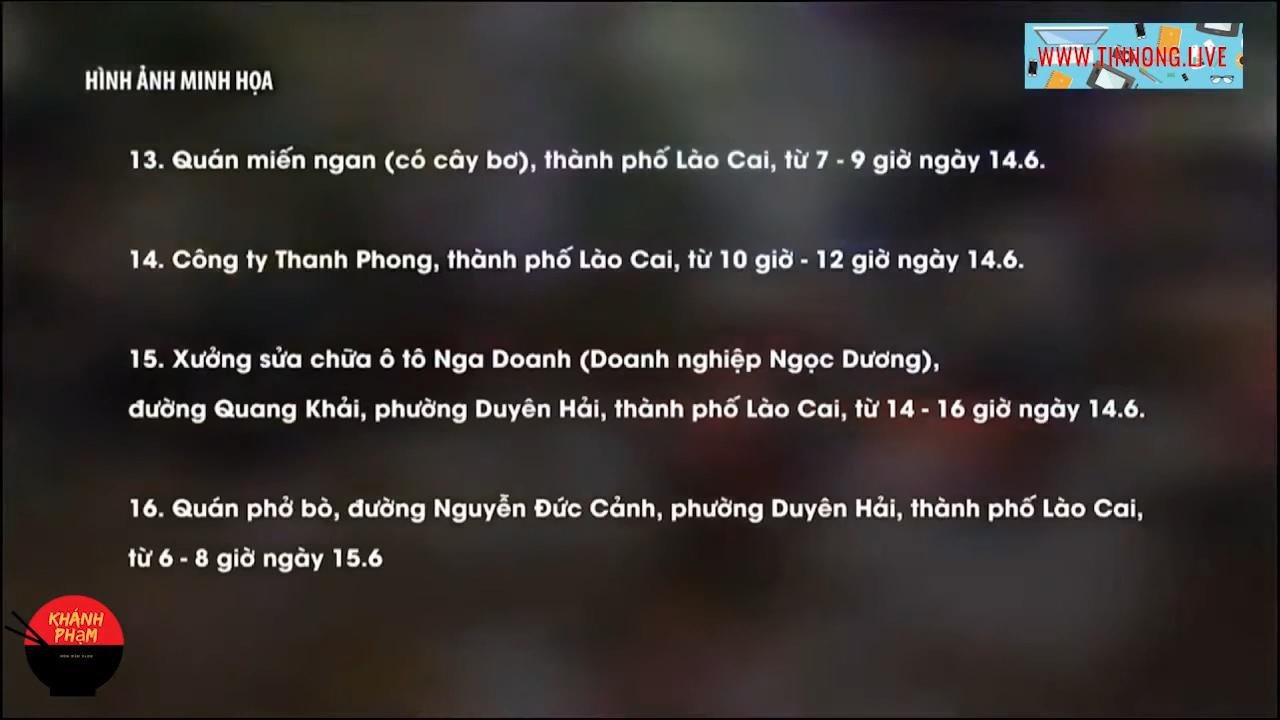 HÌNH ẢNH MINH HỌA
WWW.TINNONG.LIVE
13. Quán miến ngan (có cây bơ), thành phố Lào Cai, từ 7 - 9 giờ ngày 14.6.
14. Công ty Thanh Phong, thành phố Lào Cai, từ 10 giờ - 12 giờ ngày 14.6.
15. Xưởng sửa chữa ô tô Nga Doanh (Doanh nghiệp Ngọc Dương),
đường Quang Khải, phường Duyên Hải, thành phố Lào Cai, từ 14 - 16 giờ ngày 14.6.
16. Quán phở bò, đường Nguyễn Đức Cảnh, phường Duyên Hải, thành phố Lào Cai,
từ 6 - 8 giờ ngày 15.6
KHÁNH
PHẠM